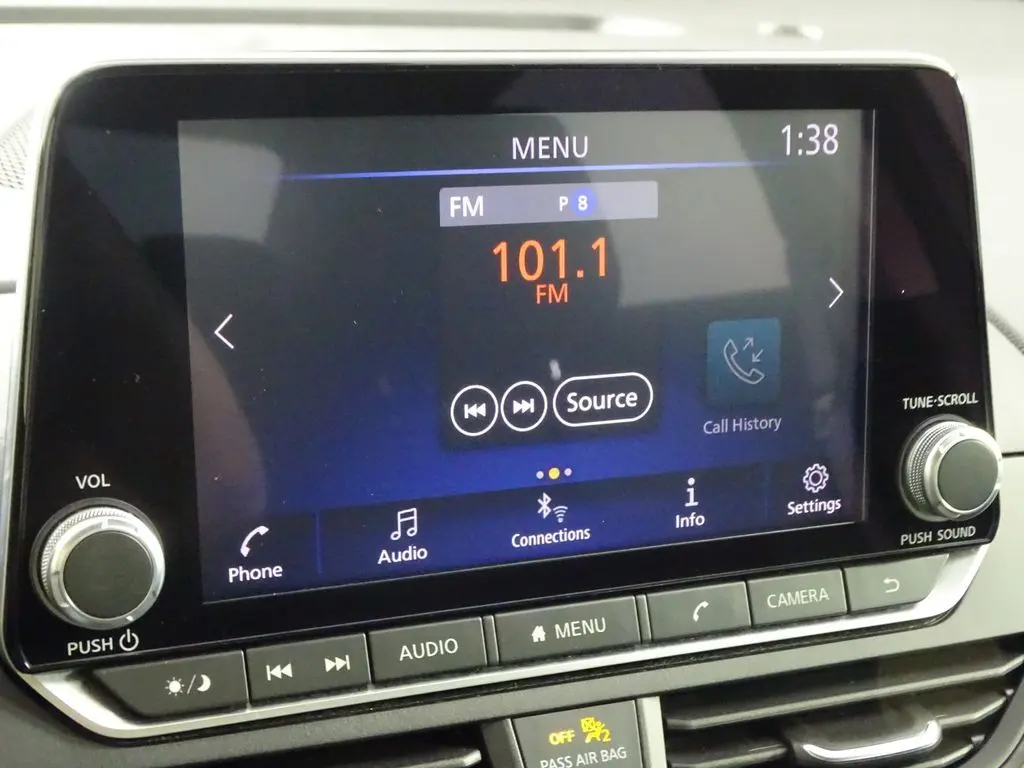 MENU
1:38
FM P 8
101.1
FM
Source
Call History
TUNE·SCROLL
VOL
Phone
Audio
Connections
Info
Settings
PUSH SOUND
PUSH
AUDIO
MENU
CAMERA
OFF 2
PASS AIR BAG